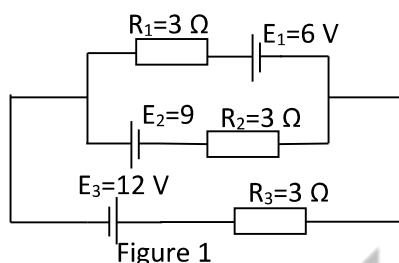 R₁=3 Ω
E₁=6 V
E₂=9
R₂=3 Ω
E₃=12 V
R₃=3 Ω
Figure 1